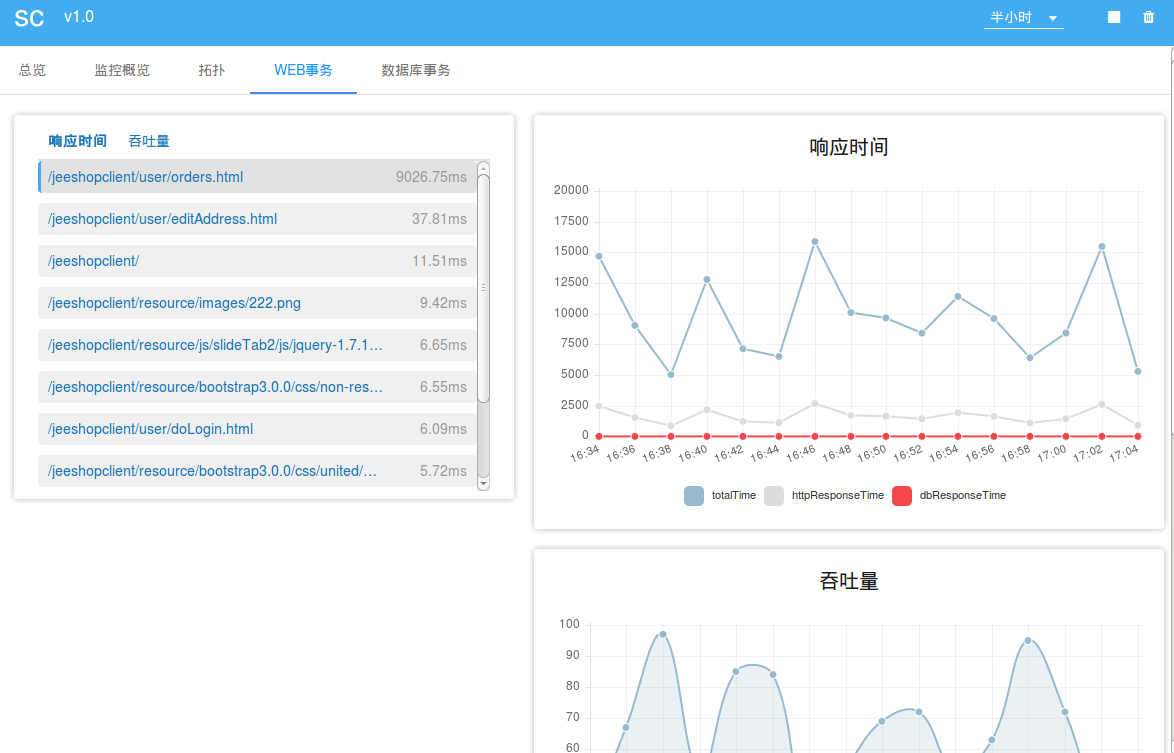 SC v1.0 半小时
总览 监控概览 拓扑 WEB事务 数据库事务
响应时间 吞吐量
/jeeshopclient/user/orders.html 9026.75ms
/jeeshopclient/user/editAddress.html 37.81ms
/jeeshopclient/ 11.51ms
/jeeshopclient/resource/images/222.png 9.42ms
/jeeshopclient/resource/js/slideTab2/js/jquery-1.7.1... 6.65ms
/jeeshopclient/resource/bootstrap3.0.0/css/non-res... 6.55ms
/jeeshopclient/user/doLogin.html 6.09ms
/jeeshopclient/resource/bootstrap3.0.0/css/united/... 5.72ms
响应时间
20000
17500
15000
12500
10000
7500
5000
2500
0
16:34 16:36 16:38 16:40 16:42 16:44 16:46 16:48 16:50 16:52 16:54 16:56 16:58 17:00 17:02 17:04
totalTime httpResponseTime dbResponseTime
吞吐量
100
90
80
70
60